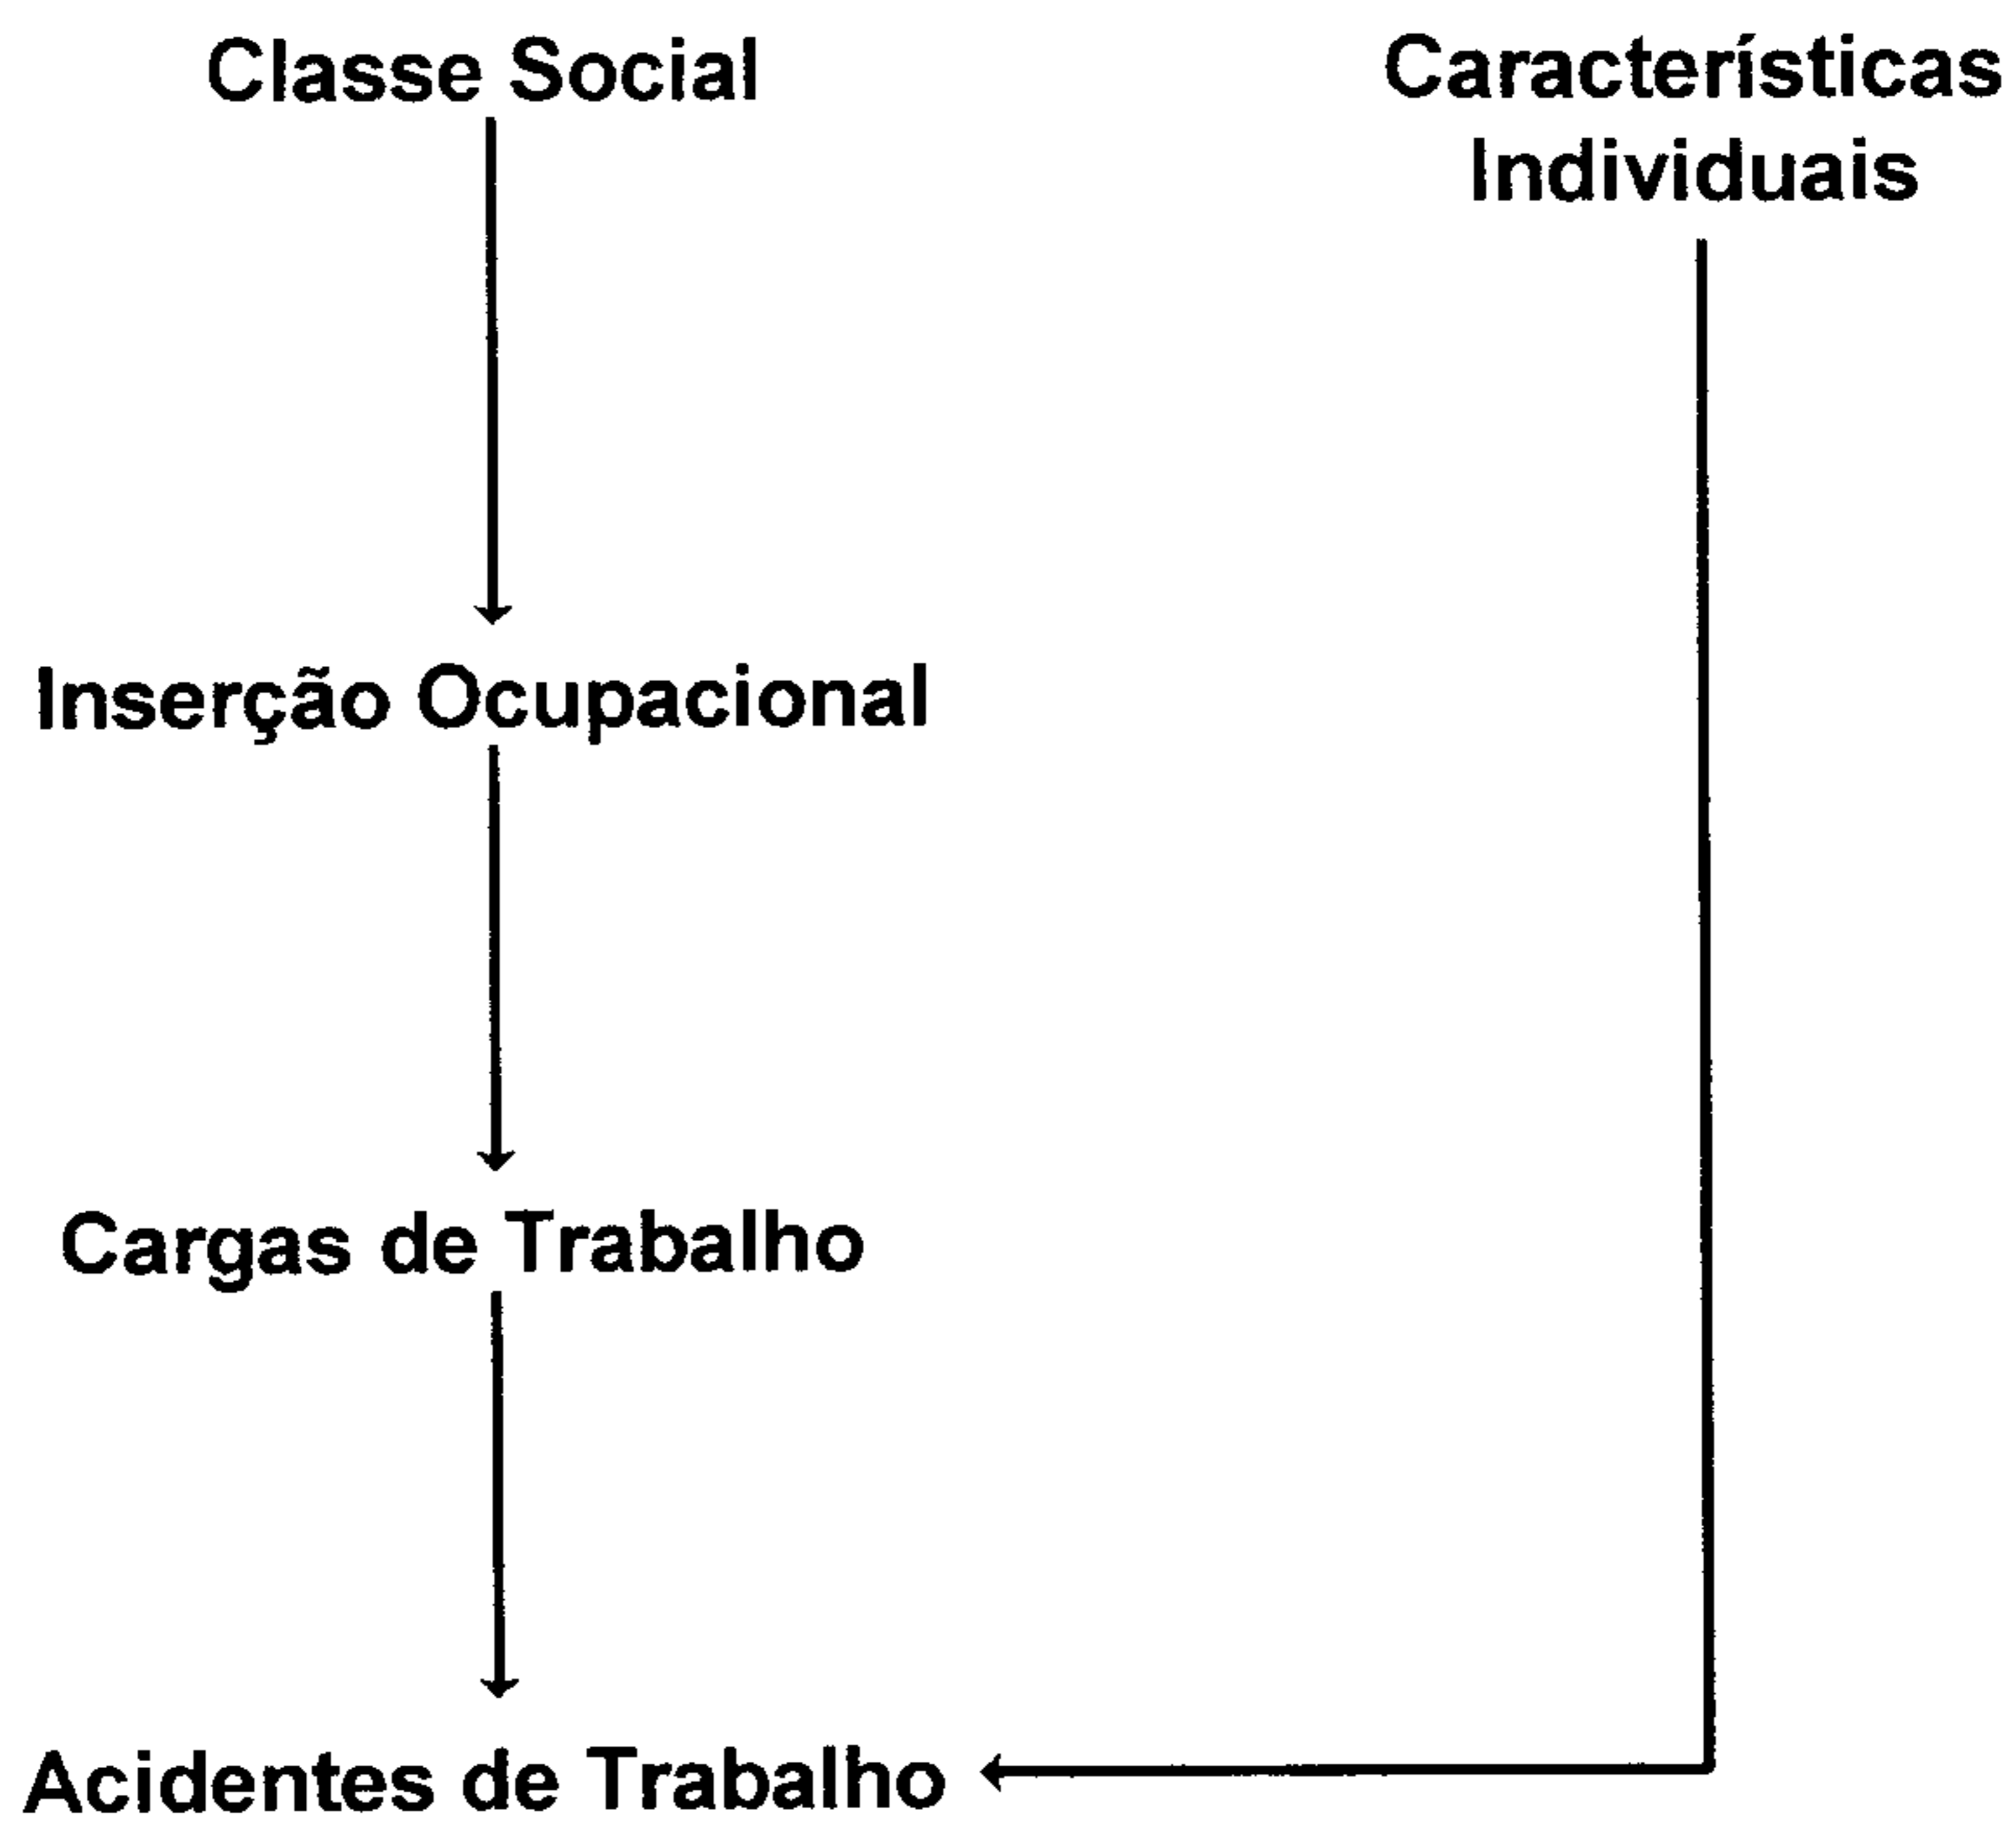 Classe Social
Características
Individuais
Inserção Ocupacional
Cargas de Trabalho
Acidentes de Trabalho